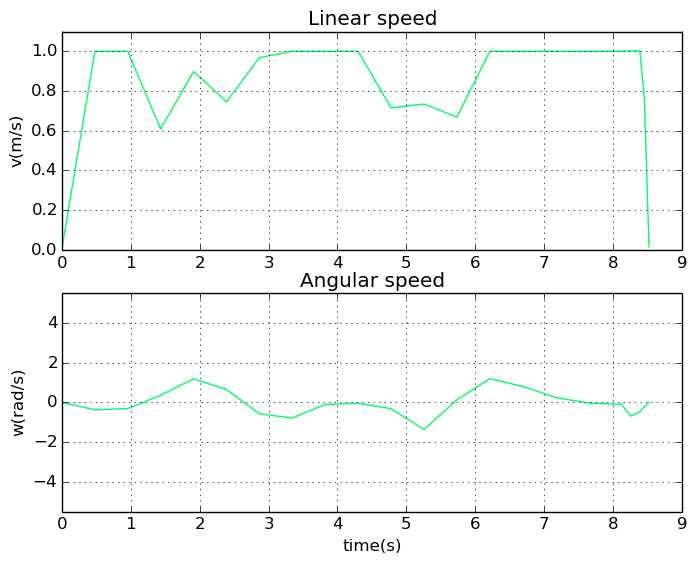 Linear speed
v(m/s)
1.0
0.8
0.6
0.4
0.2
0.0
0 1 2 3 4 5 6 7 8 9
Angular speed
w(rad/s)
4
2
0
−2
−4
0 1 2 3 4 5 6 7 8 9
time(s)